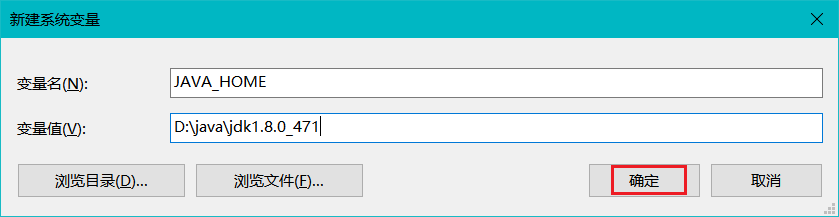 新建系统变量
变量名(N): JAVA_HOME
变量值(V): D:\java\jdk1.8.0_471
浏览目录(D)... 浏览文件(F)... 确定 取消